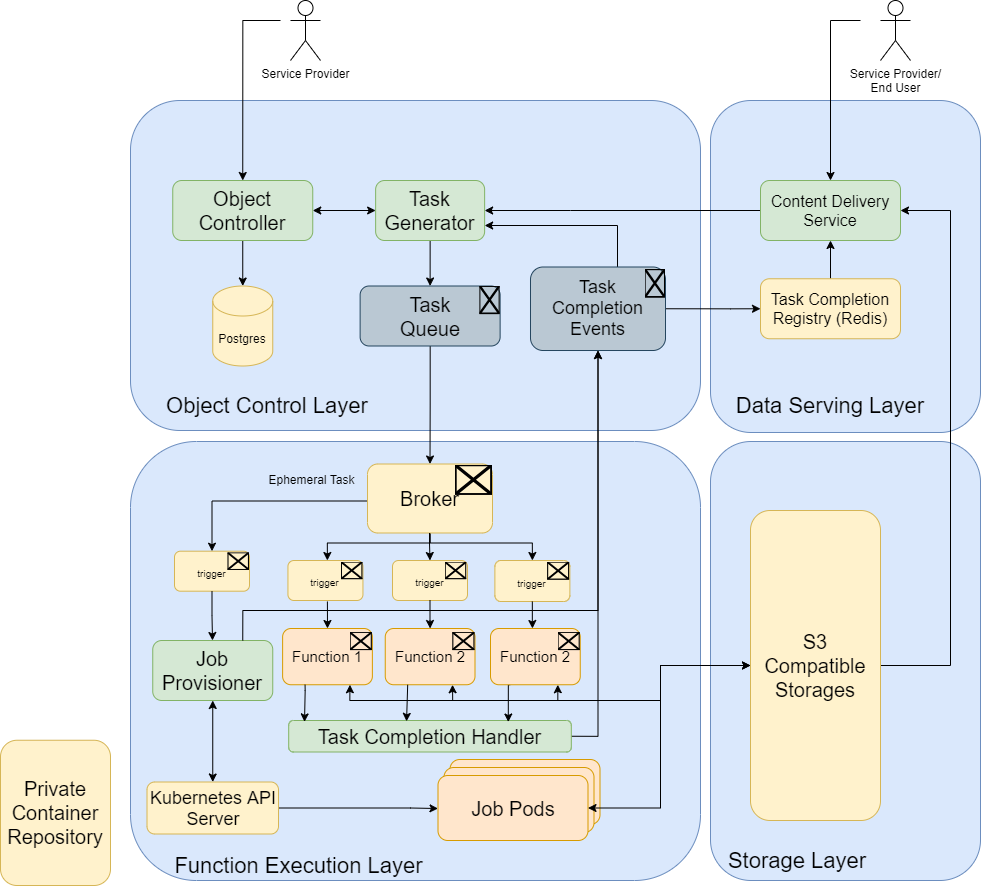 Service Provider
Service Provider/
End User
Object
Controller
Task
Generator
Content Delivery
Service
Task
Queue
Task
Completion
Events
Task Completion
Registry (Redis)
Postgres
Object Control Layer
Data Serving Layer
Ephemeral Task
Broker
trigger
trigger
trigger
trigger
Job
Provisioner
Function 1
Function 2
Function 2
S3
Compatible
Storages
Task Completion Handler
Private
Container
Repository
Kubernetes API
Server
Job Pods
Function Execution Layer
Storage Layer